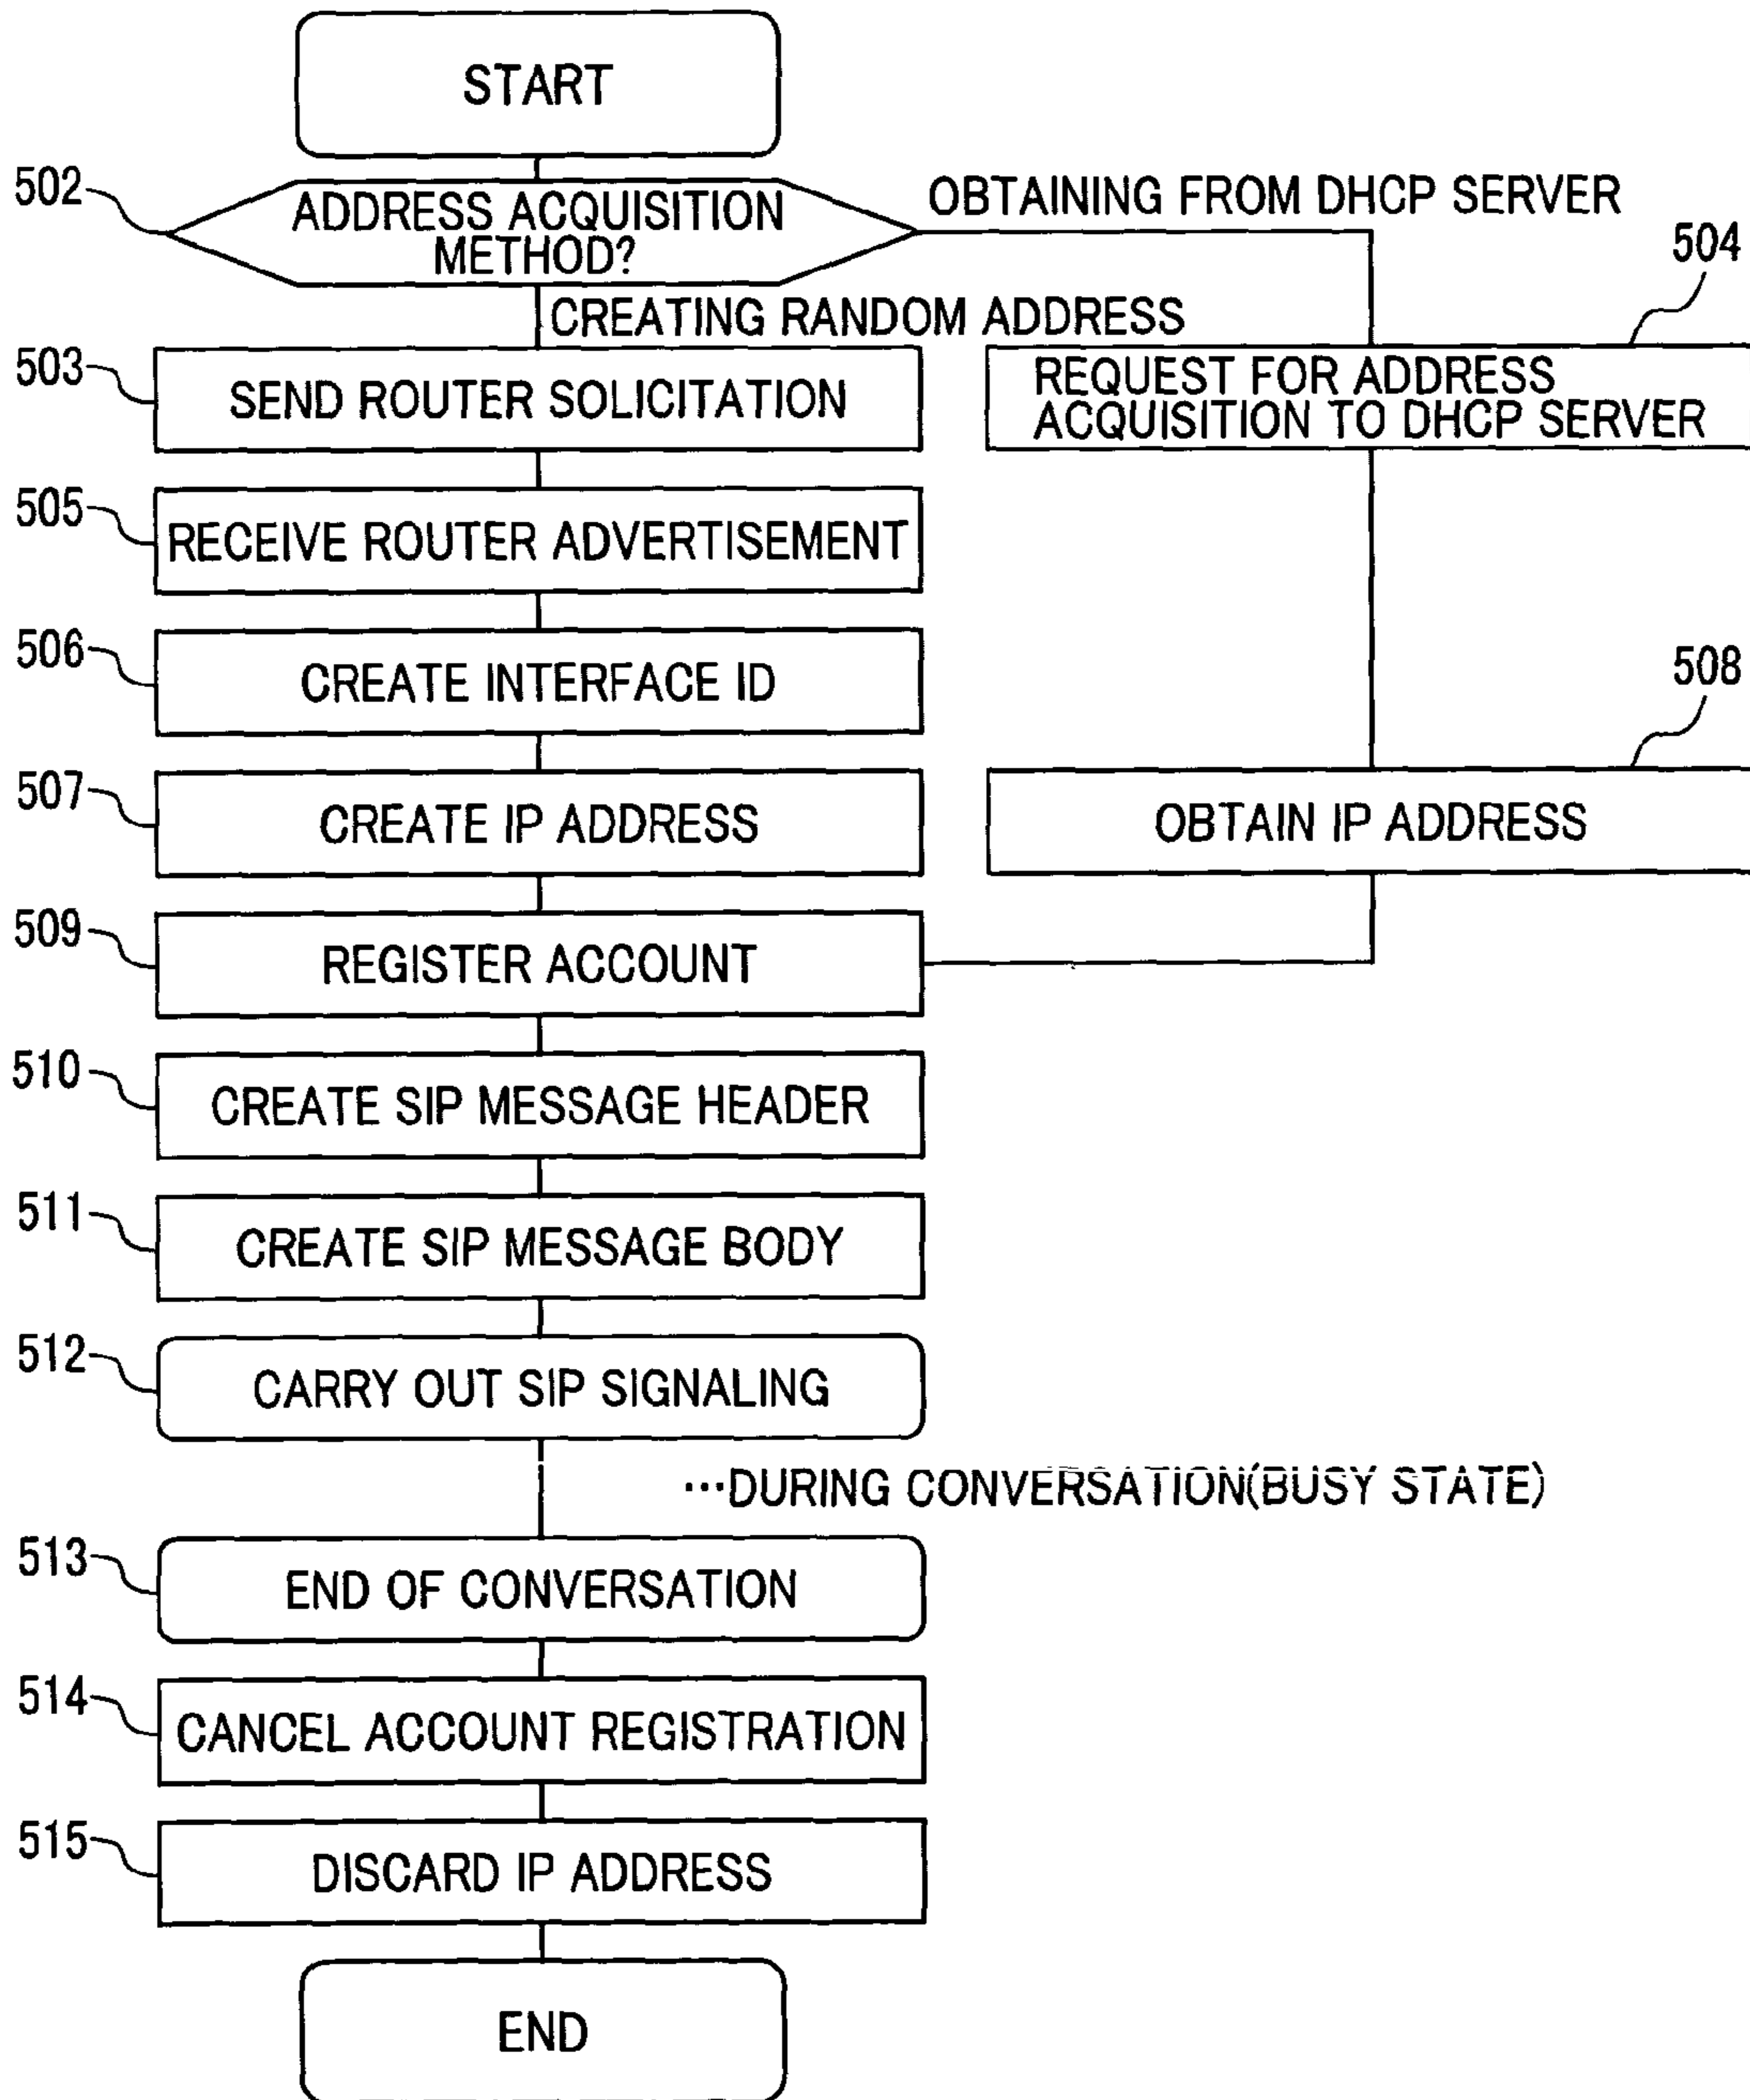 START
502
ADDRESS ACQUISITION
METHOD?
OBTAINING FROM DHCP SERVER
504
CREATING RANDOM ADDRESS
503
SEND ROUTER SOLICITATION
REQUEST FOR ADDRESS
ACQUISITION TO DHCP SERVER
505
RECEIVE ROUTER ADVERTISEMENT
506
CREATE INTERFACE ID
508
507
CREATE IP ADDRESS
OBTAIN IP ADDRESS
509
REGISTER ACCOUNT
510
CREATE SIP MESSAGE HEADER
511
CREATE SIP MESSAGE BODY
512
CARRY OUT SIP SIGNALING
···DURING CONVERSATION(BUSY STATE)
513
END OF CONVERSATION
514
CANCEL ACCOUNT REGISTRATION
515
DISCARD IP ADDRESS
END